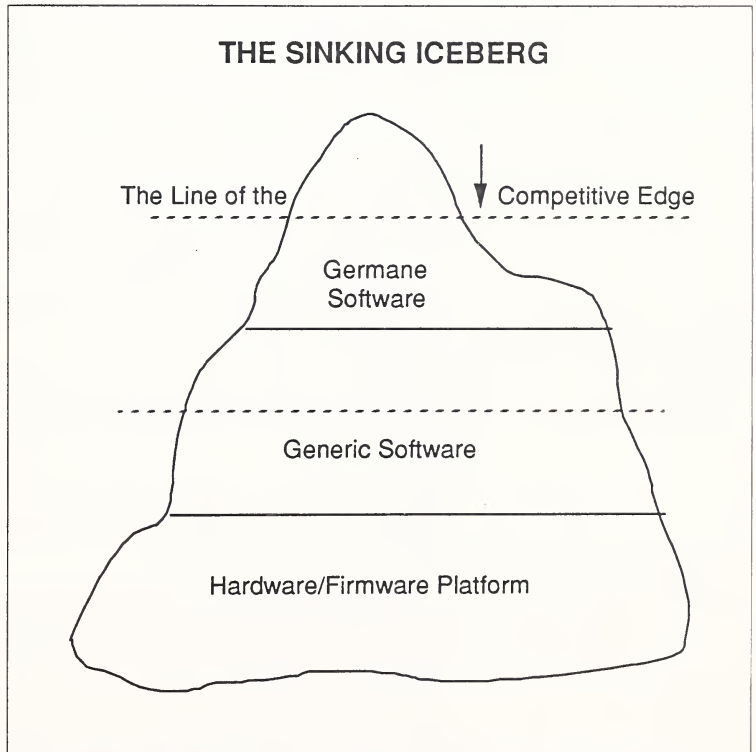 THE SINKING ICEBERG
The Line of the Competitive Edge
Germane
Software
Generic Software
Hardware/Firmware Platform